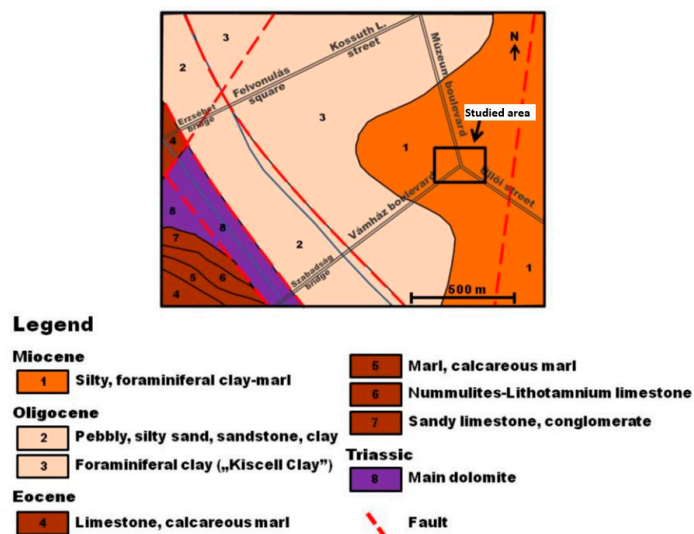 3
2
Kossuth L.
street
Felvonulás
square
Erzsébet
bridge
4
Múzeum boulevard
N
Studied area
3
1
Üllői street
8
8
7
5
6
4
2
Vámház boulevard
Szabadság
bridge
1
500 m
Legend
Miocene
1 Silty, foraminiferal clay-marl
Oligocene
2 Pebbly, silty sand, sandstone, clay
3 Foraminiferal clay („Kiscell Clay”)
Eocene
4 Limestone, calcareous marl
5 Marl, calcareous marl
6 Nummulites-Lithotamnium limestone
7 Sandy limestone, conglomerate
Triassic
8 Main dolomite
Fault